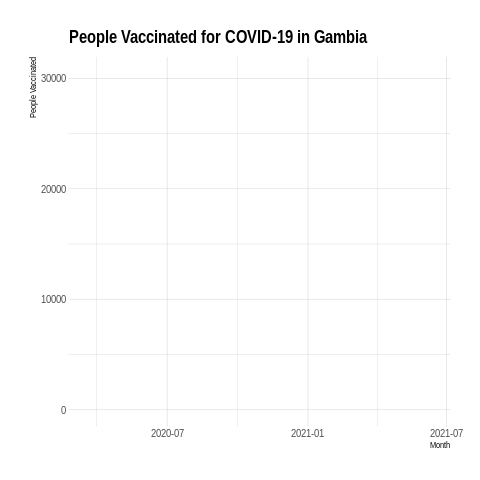 People Vaccinated for COVID-19 in Gambia
People Vaccinated
30000
20000
10000
0
2020-07
2021-01
2021-07
Month